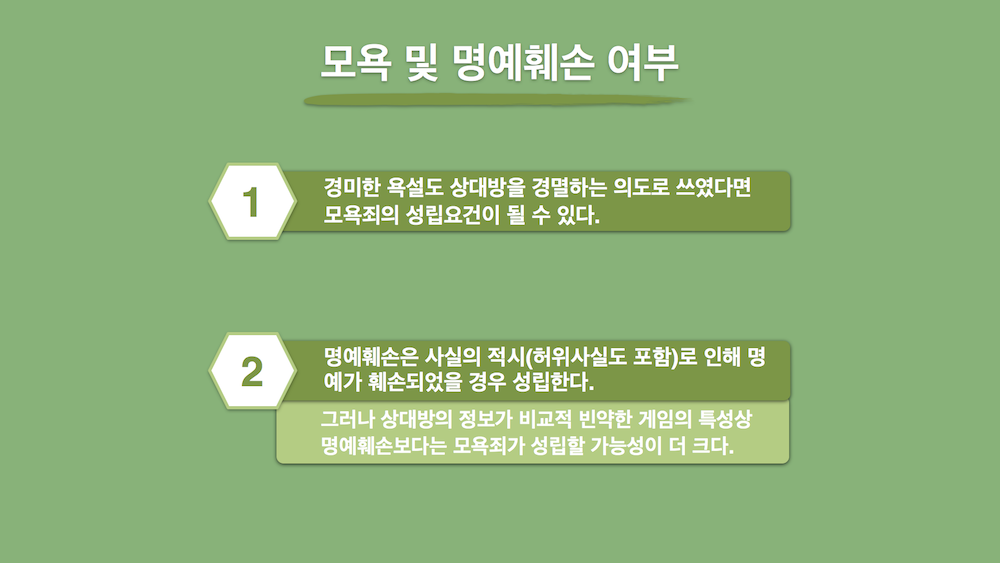 모욕 및 명예훼손 여부
1
경미한 욕설도 상대방을 경멸하는 의도로 쓰였다면
모욕죄의 성립요건이 될 수 있다.
2
명예훼손은 사실의 적시(허위사실도 포함)로 인해 명
예가 훼손되었을 경우 성립한다.
그러나 상대방의 정보가 비교적 빈약한 게임의 특성상
명예훼손보다는 모욕죄가 성립할 가능성이 더 크다.